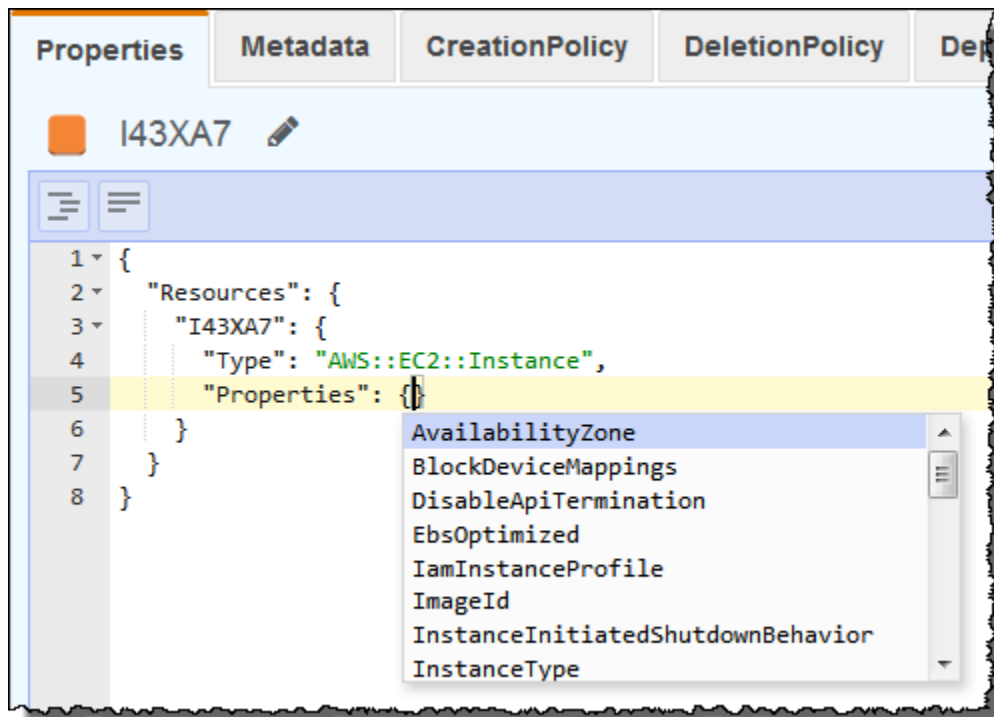 Properties Metadata CreationPolicy DeletionPolicy Dep
I43XA7
1 {
2 "Resources": {
3 "I43XA7": {
4 "Type": "AWS::EC2::Instance",
5 "Properties": {}
6 }
7 }
8 }
AvailabilityZone
BlockDeviceMappings
DisableApiTermination
EbsOptimized
IamInstanceProfile
ImageId
InstanceInitiatedShutdownBehavior
InstanceType